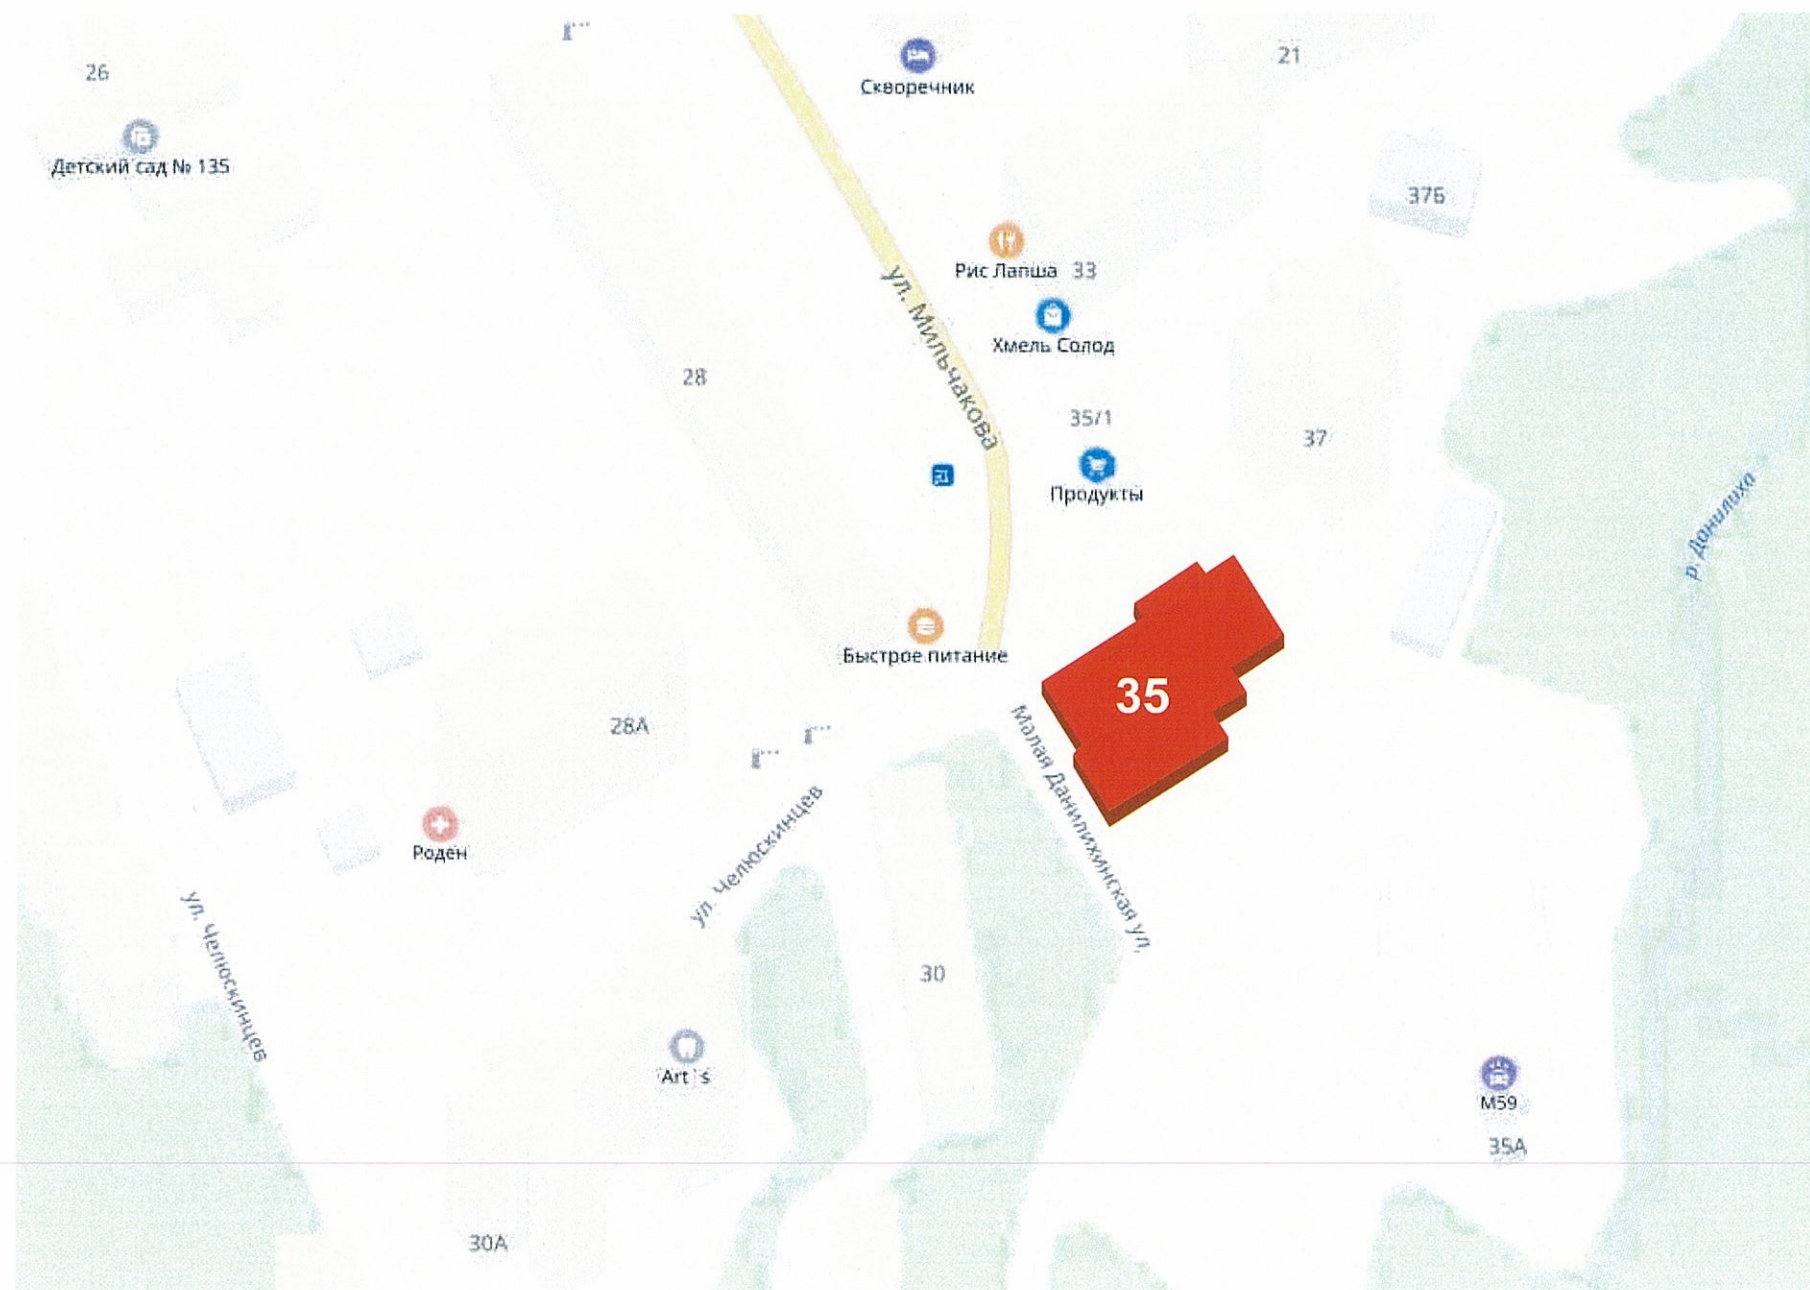 26
Детский сад № 135
Скворечник
21
37Б
Рис Лапша 33
ул. Мильчакова
Хмель Солод
28
35/1
37
Продукты
р. Данилиха
Быстрое питание
35
28А
Малая Данилихинская ул.
ул. Челюскинцев
Роден
ул. Челюскинцев
30
М59
35А
30А